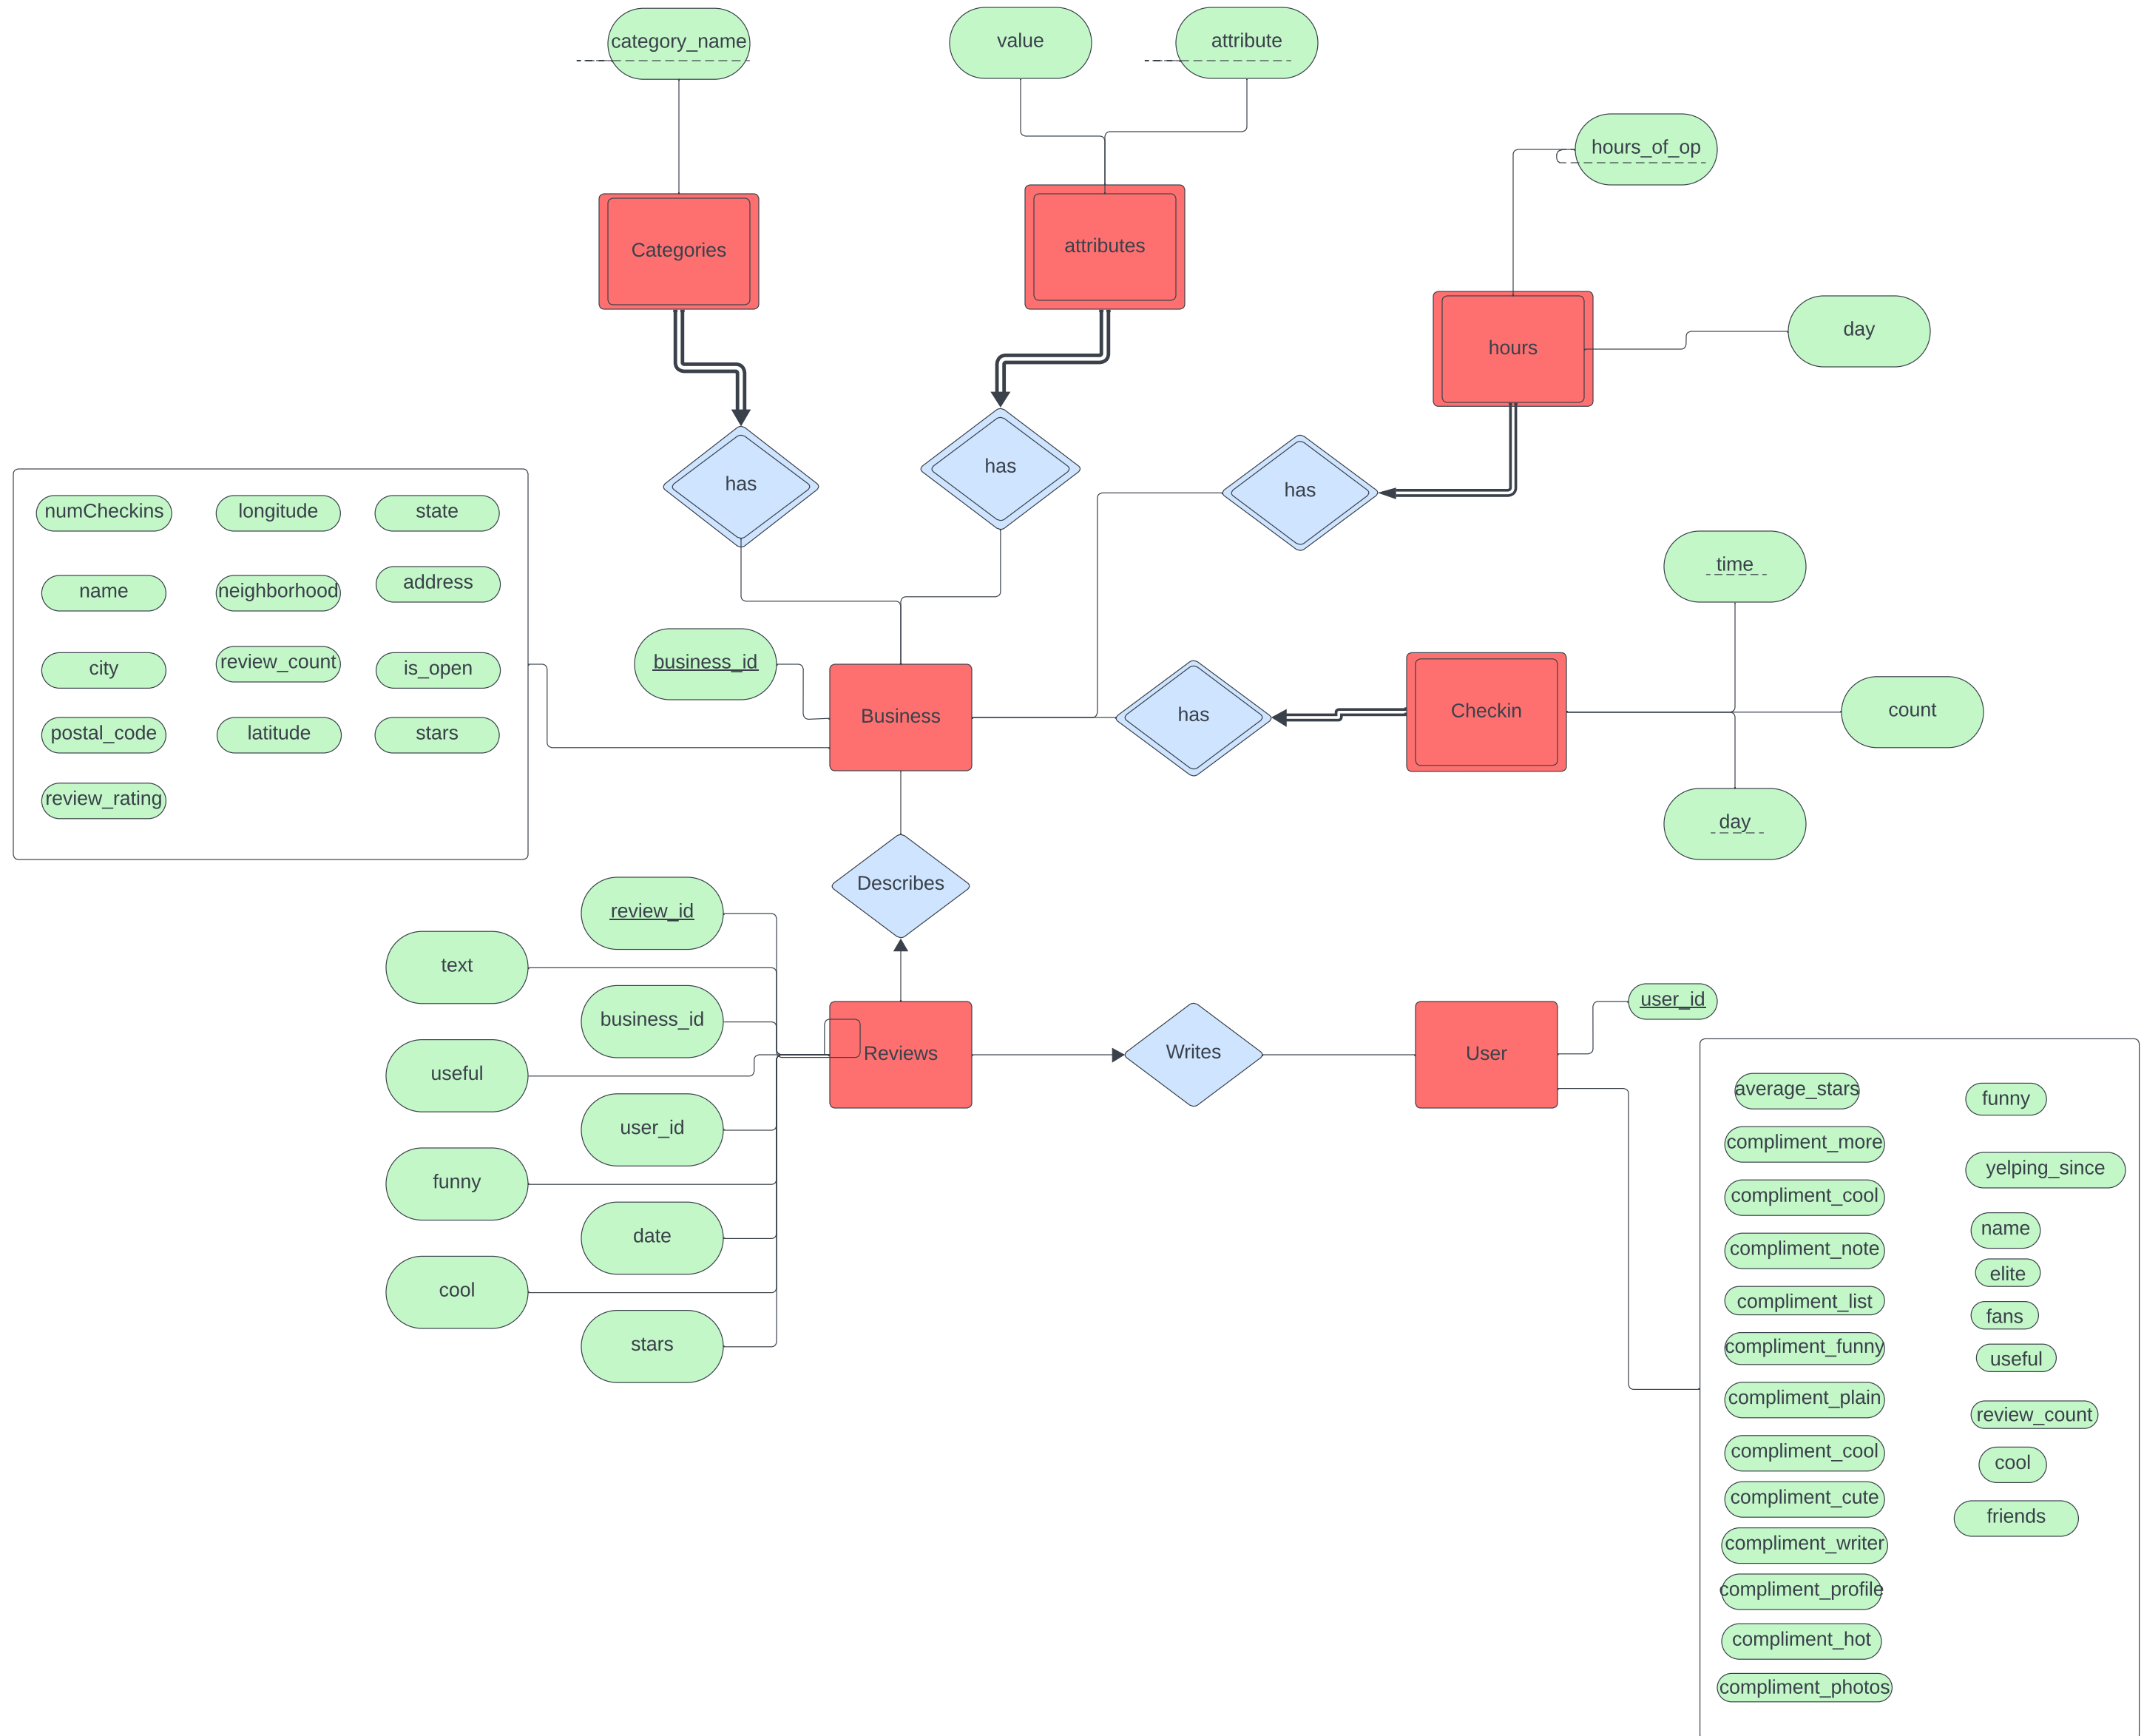 category_name
value
attribute
hours_of_op
Categories
attributes
hours
day
has
has
has
numCheckins
longitude
state
name
neighborhood
address
city
review_count
is_open
postal_code
latitude
stars
review_rating
business_id
Business
has
Checkin
time
count
day
Describes
review_id
text
business_id
useful
user_id
funny
date
cool
stars
Reviews
Writes
User
user_id
average_stars
compliment_more
compliment_cool
compliment_note
compliment_list
compliment_funny
compliment_plain
compliment_cool
compliment_cute
compliment_writer
compliment_profile
compliment_hot
compliment_photos
funny
yelping_since
name
elite
fans
useful
review_count
cool
friends